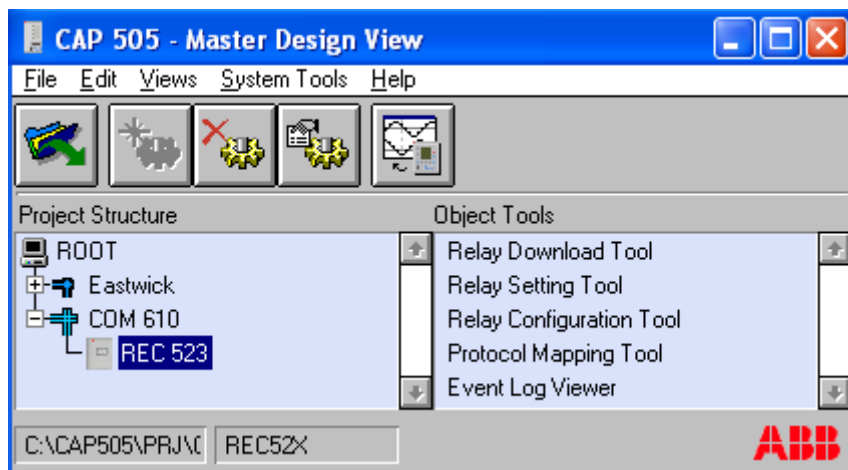 CAP 505 - Master Design View
File Edit Views System Tools Help
Project Structure
Object Tools
ROOT
Eastwick
COM 610
REC 523
Relay Download Tool
Relay Setting Tool
Relay Configuration Tool
Protocol Mapping Tool
Event Log Viewer
REC52X
ABB